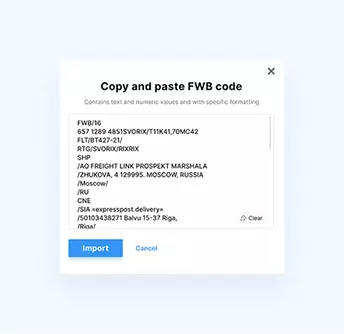 Copy and paste FWB code
Contains text and numeric values and with specific formatting
FWB/16
657 1289 4851SVORIX/T11K41,70MC42
FLT/BT427-21/
RTG/SVORIX/RIXRIX
SHP
/AO FREIGHT LINK PROSPEKT MARSHALA
/ZHUKOVA, 4 129995. MOSCOW, RUSSIA
/Moscow/
/RU
CNE
/SIA «expresspost.delivery»
/50103438271 Balvu 15-37 Riga,
/Riga/
Clear
Import
Cancel